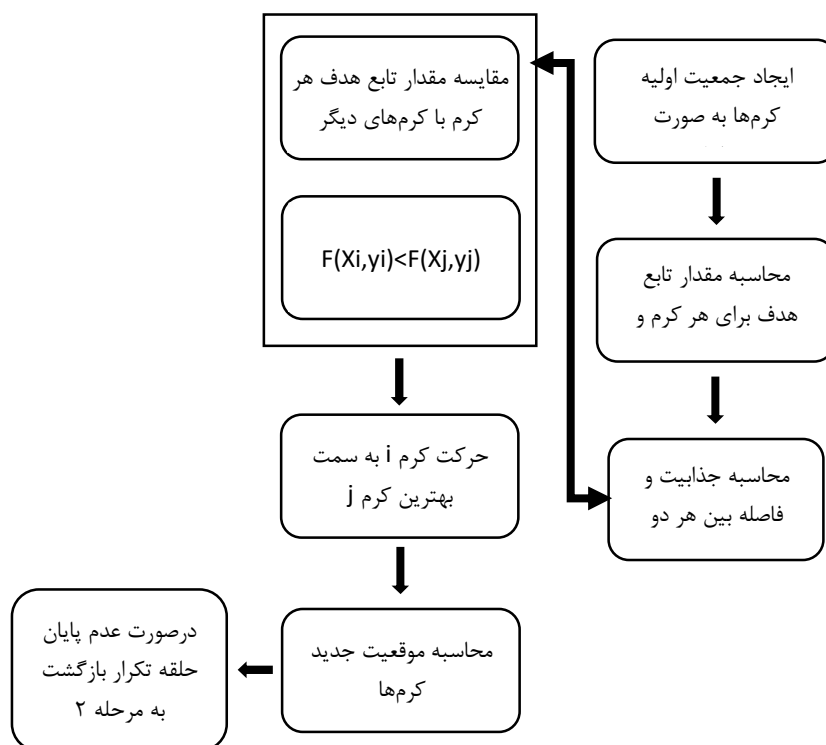 ایجاد جمعیت اولیه
کرم‌ها به صورت
محاسبه مقدار تابع
هدف برای هر کرم و
محاسبه جذابیت و
فاصله بین هر دو
مقایسه مقدار تابع هدف هر
کرم با کرم‌های دیگر
F(Xi,yi)<F(Xj,yj)
حرکت کرم i به سمت
بهترین کرم j
محاسبه موقعیت جدید
کرم‌ها
درصورت عدم پایان
حلقه تکرار بازگشت
به مرحله ۲